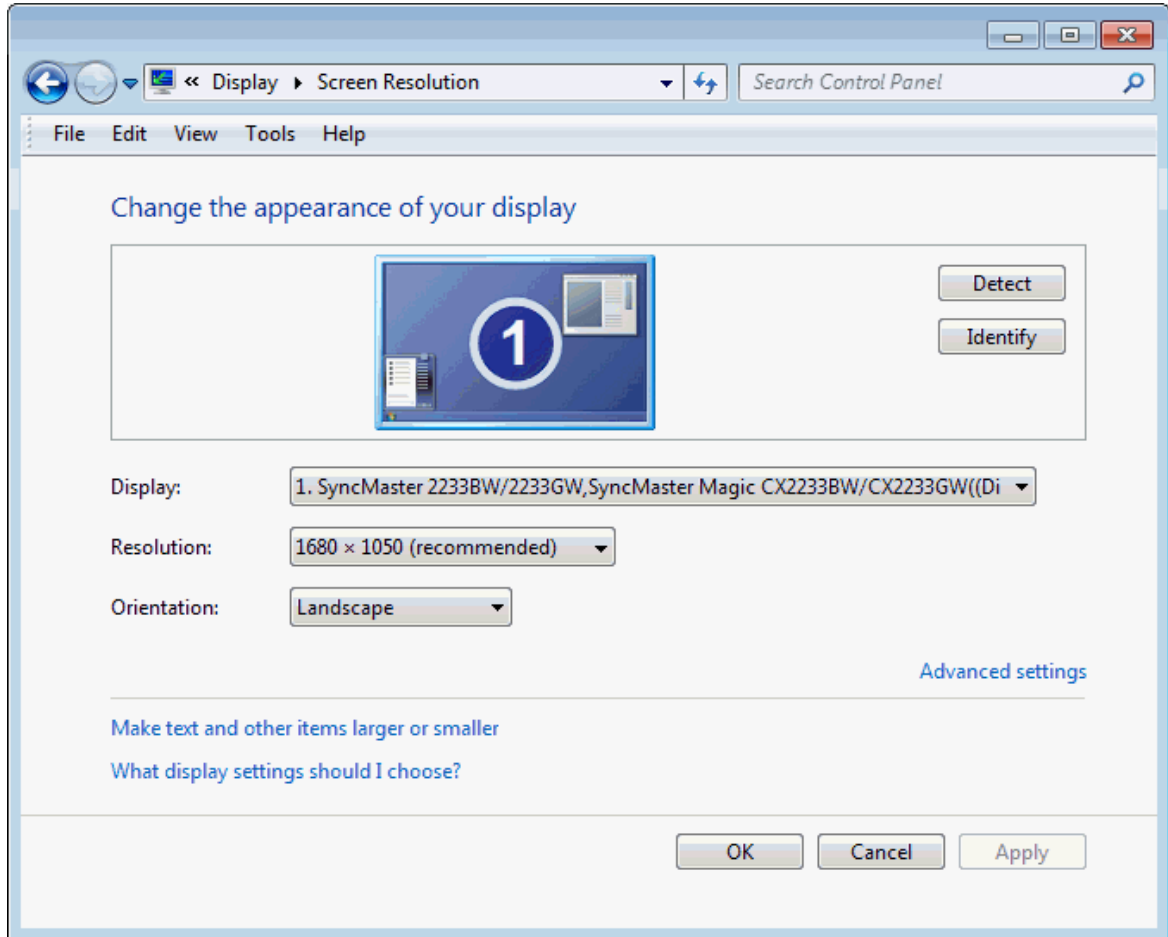 « Display ▸ Screen Resolution
Search Control Panel
File Edit View Tools Help
Change the appearance of your display
1
Detect
Identify
Display: 1. SyncMaster 2233BW/2233GW,SyncMaster Magic CX2233BW/CX2233GW((Di
Resolution: 1680 × 1050 (recommended)
Orientation: Landscape
Advanced settings
Make text and other items larger or smaller
What display settings should I choose?
OK Cancel Apply